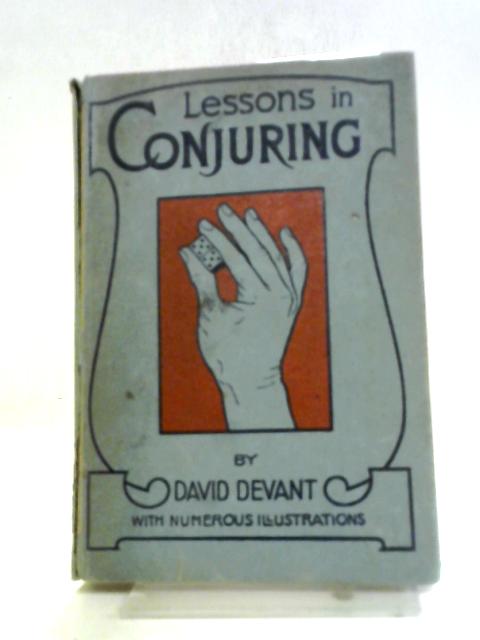 Lessons in
CONJURING
BY
DAVID DEVANT
WITH NUMEROUS ILLUSTRATIONS